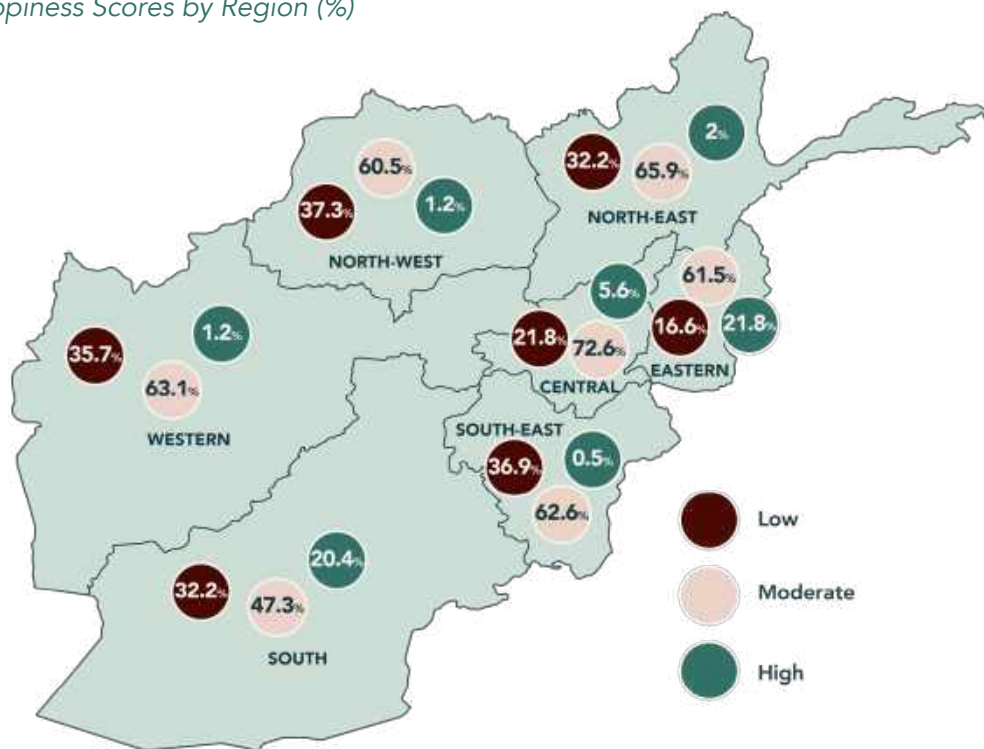 ppiness Scores by Region (%)
2%
32.2%
65.9%
NORTH-EAST
60.5%
37.3%
1.2%
NORTH-WEST
61.5%
5.6%
16.6%
21.8%
EASTERN
21.8%
72.6%
CENTRAL
1.2%
35.7%
63.1%
WESTERN
SOUTH-EAST
36.9%
0.5%
62.6%
20.4%
32.2%
47.3%
SOUTH
Low
Moderate
High